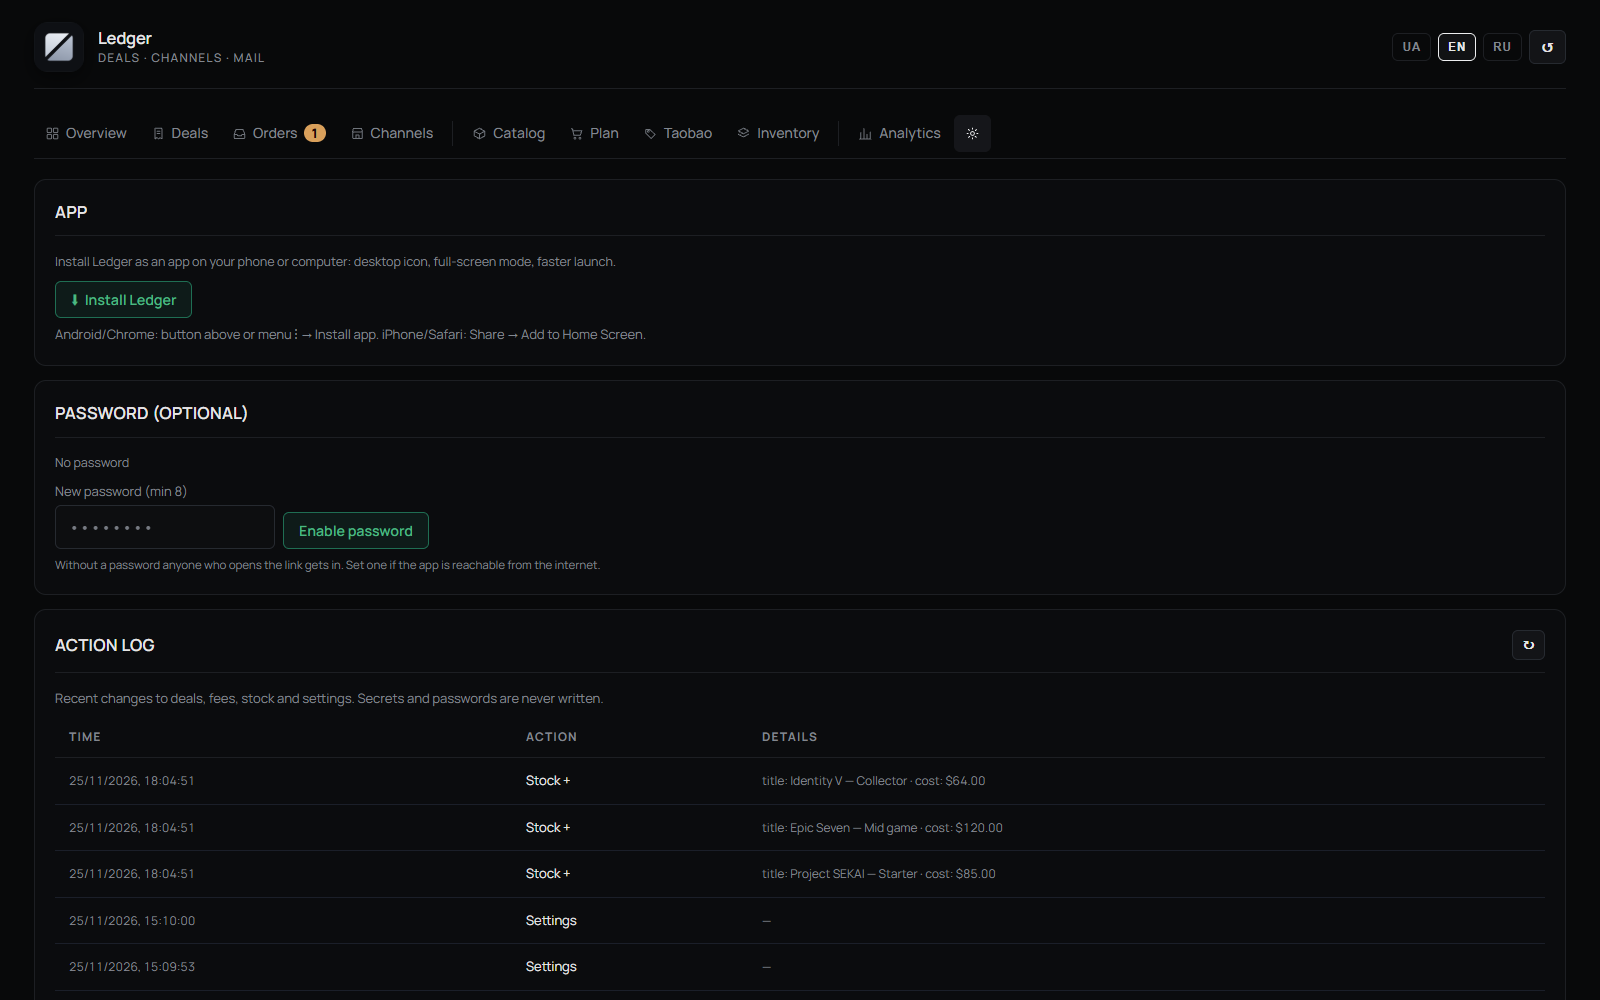 Ledger
DEALS · CHANNELS · MAIL
UA EN RU ↺
Overview Deals Orders 1 Channels Catalog Plan Taobao Inventory Analytics
APP
Install Ledger as an app on your phone or computer: desktop icon, full-screen mode, faster launch.
⬇ Install Ledger
Android/Chrome: button above or menu ⋮ → Install app. iPhone/Safari: Share → Add to Home Screen.
PASSWORD (OPTIONAL)
No password
New password (min 8)
••••••••
Enable password
Without a password anyone who opens the link gets in. Set one if the app is reachable from the internet.
ACTION LOG ↻
Recent changes to deals, fees, stock and settings. Secrets and passwords are never written.
TIME ACTION DETAILS
25/11/2026, 18:04:51 Stock + title: Identity V — Collector · cost: $64.00
25/11/2026, 18:04:51 Stock + title: Epic Seven — Mid game · cost: $120.00
25/11/2026, 18:04:51 Stock + title: Project SEKAI — Starter · cost: $85.00
25/11/2026, 15:10:00 Settings —
25/11/2026, 15:09:53 Settings —